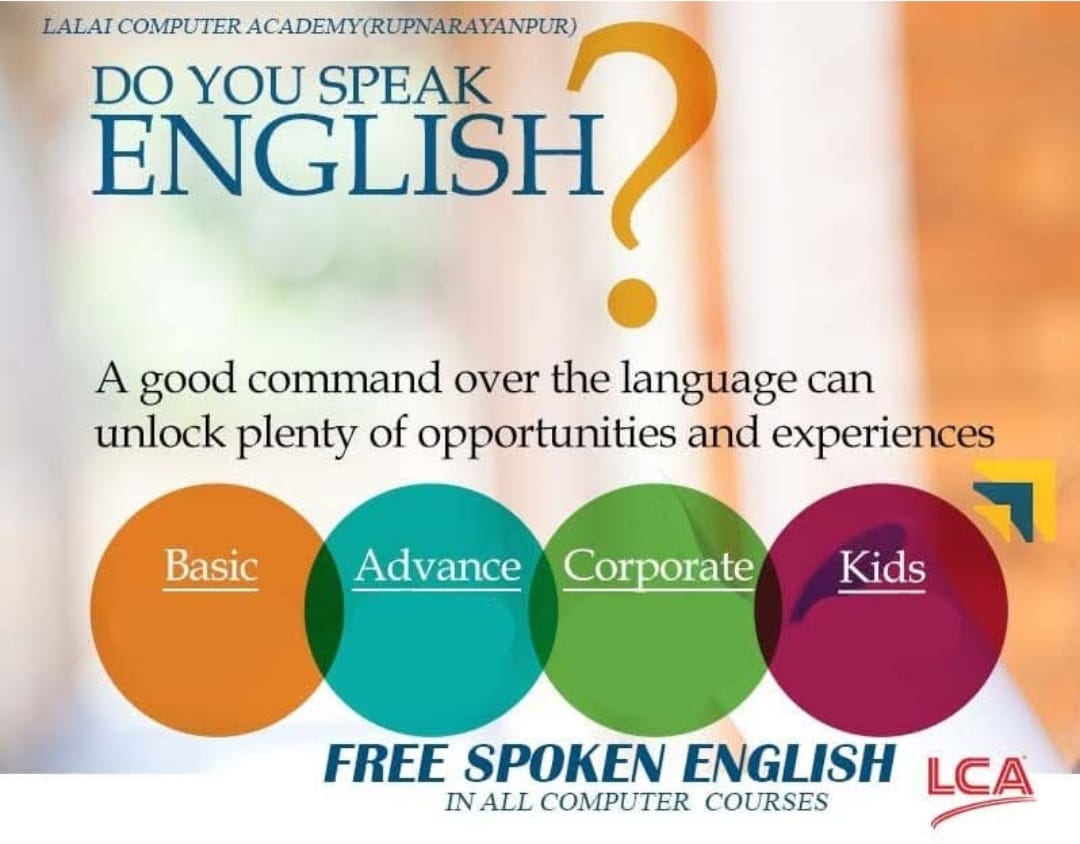 LALAI COMPUTER ACADEMY(RUPNARAYANPUR)
DO YOU SPEAK
ENGLISH?
A good command over the language can
unlock plenty of opportunities and experiences
Basic Advance Corporate Kids
FREE SPOKEN ENGLISH
IN ALL COMPUTER COURSES
LCA